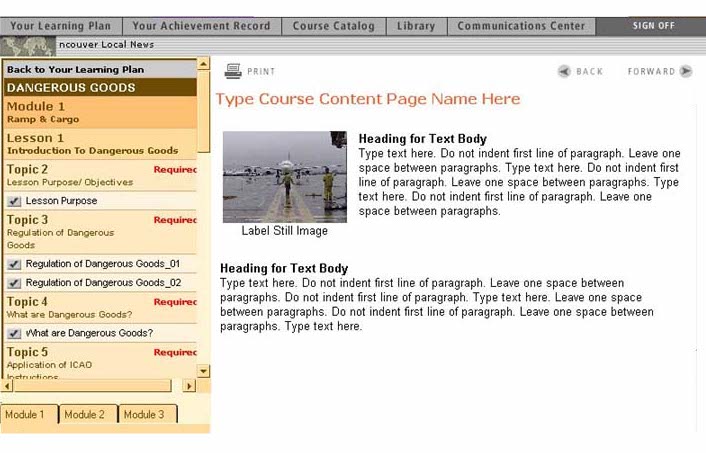 Your Learning Plan
Your Achievement Record
Course Catalog
Library
Communications Center
SIGN OFF
ncouver Local News
Back to Your Learning Plan
DANGEROUS GOODS
Module 1
Ramp & Cargo
Lesson 1
Introduction To Dangerous Goods
Topic 2 Required
Lesson Purpose/ Objectives
Lesson Purpose
Topic 3 Required
Regulation of Dangerous
Goods
Regulation of Dangerous Goods_01
Regulation of Dangerous Goods_02
Topic 4 Required
What are Dangerous Goods?
What are Dangerous Goods?
Topic 5 Required
Application of ICAO
Instructions
Module 1
Module 2
Module 3
PRINT
BACK
FORWARD
Type Course Content Page Name Here
Label Still Image
Heading for Text Body
Type text here. Do not indent first line of paragraph. Leave one
space between paragraphs. Type text here. Do not indent first
line of paragraph. Leave one space between paragraphs. Type
text here. Do not indent first line of paragraph. Leave one
space between paragraphs.
Heading for Text Body
Type text here. Do not indent first line of paragraph. Leave one space between
paragraphs. Do not indent first line of paragraph. Type text here. Leave one space
between paragraphs. Do not indent first line of paragraph. Leave one space between
paragraphs. Type text here.